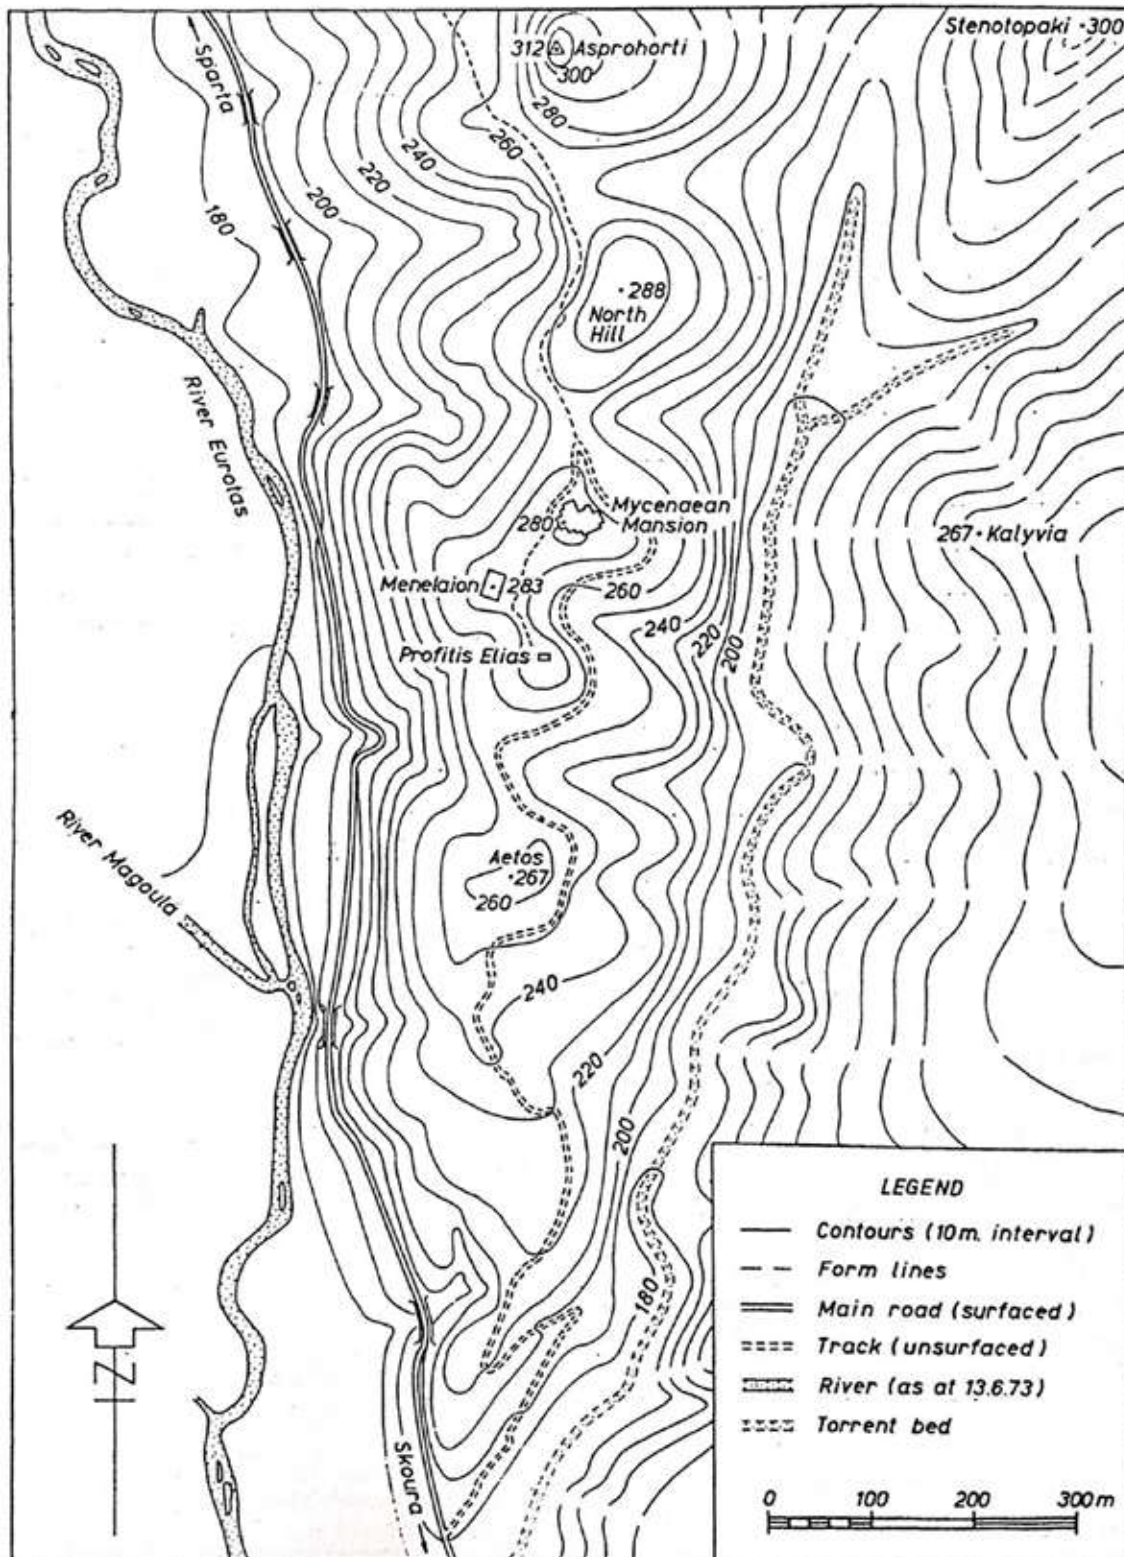 Stenotopaki ·300
312 Asprohorti
300
Sparta
280
260
240
220
200
180
·288
North
Hill
River Eurotas
Mycenaean
Mansion
280
267·Kalyvia
Menelaion ·283
260
240
220
200
Profitis Elias
River Magoula
Aetos
·267
260
240
220
200
180
Skoura
N
LEGEND
Contours (10m. interval)
Form lines
Main road (surfaced)
Track (unsurfaced)
River (as at 13.6.73)
Torrent bed
0 100 200 300m